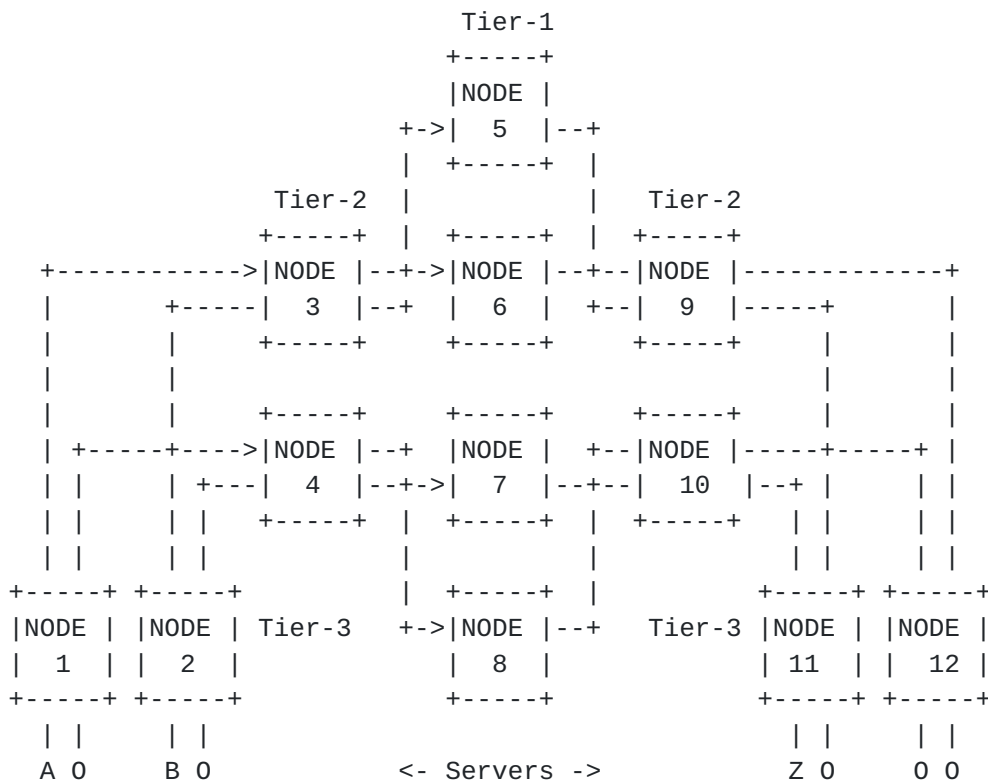 Tier-1
                            +-----+
                            |NODE |
                         +->|  5  |--+
                         |  +-----+  |
                 Tier-2  |           |   Tier-2
                +-----+  |  +-----+  |  +-----+
  +------------>|NODE |--+->|NODE |--+--|NODE |-------------+
  |       +-----|  3  |--+  |  6  |  +--|  9  |-----+       |
  |       |     +-----+     +-----+     +-----+     |       |
  |       |                                         |       |
  |       |     +-----+     +-----+     +-----+     |       |
  | +-----+---->|NODE |--+  |NODE |  +--|NODE |-----+-----+ |
  | |     | +---|  4  |--+->|  7  |--+--|  10  |--+ |     | |
  | |     | |   +-----+  |  +-----+  |  +-----+   | |     | |
  | |     | |            |           |            | |     | |
+-----+ +-----+          |  +-----+  |          +-----+ +-----+
|NODE | |NODE | Tier-3   +->|NODE |--+   Tier-3 |NODE | |NODE |
|  1  | |  2  |             |  8  |             | 11  | |  12 |
+-----+ +-----+             +-----+             +-----+ +-----+
  | |     | |                                     | |     | |
  A O     B O            <- Servers ->            Z O     O O